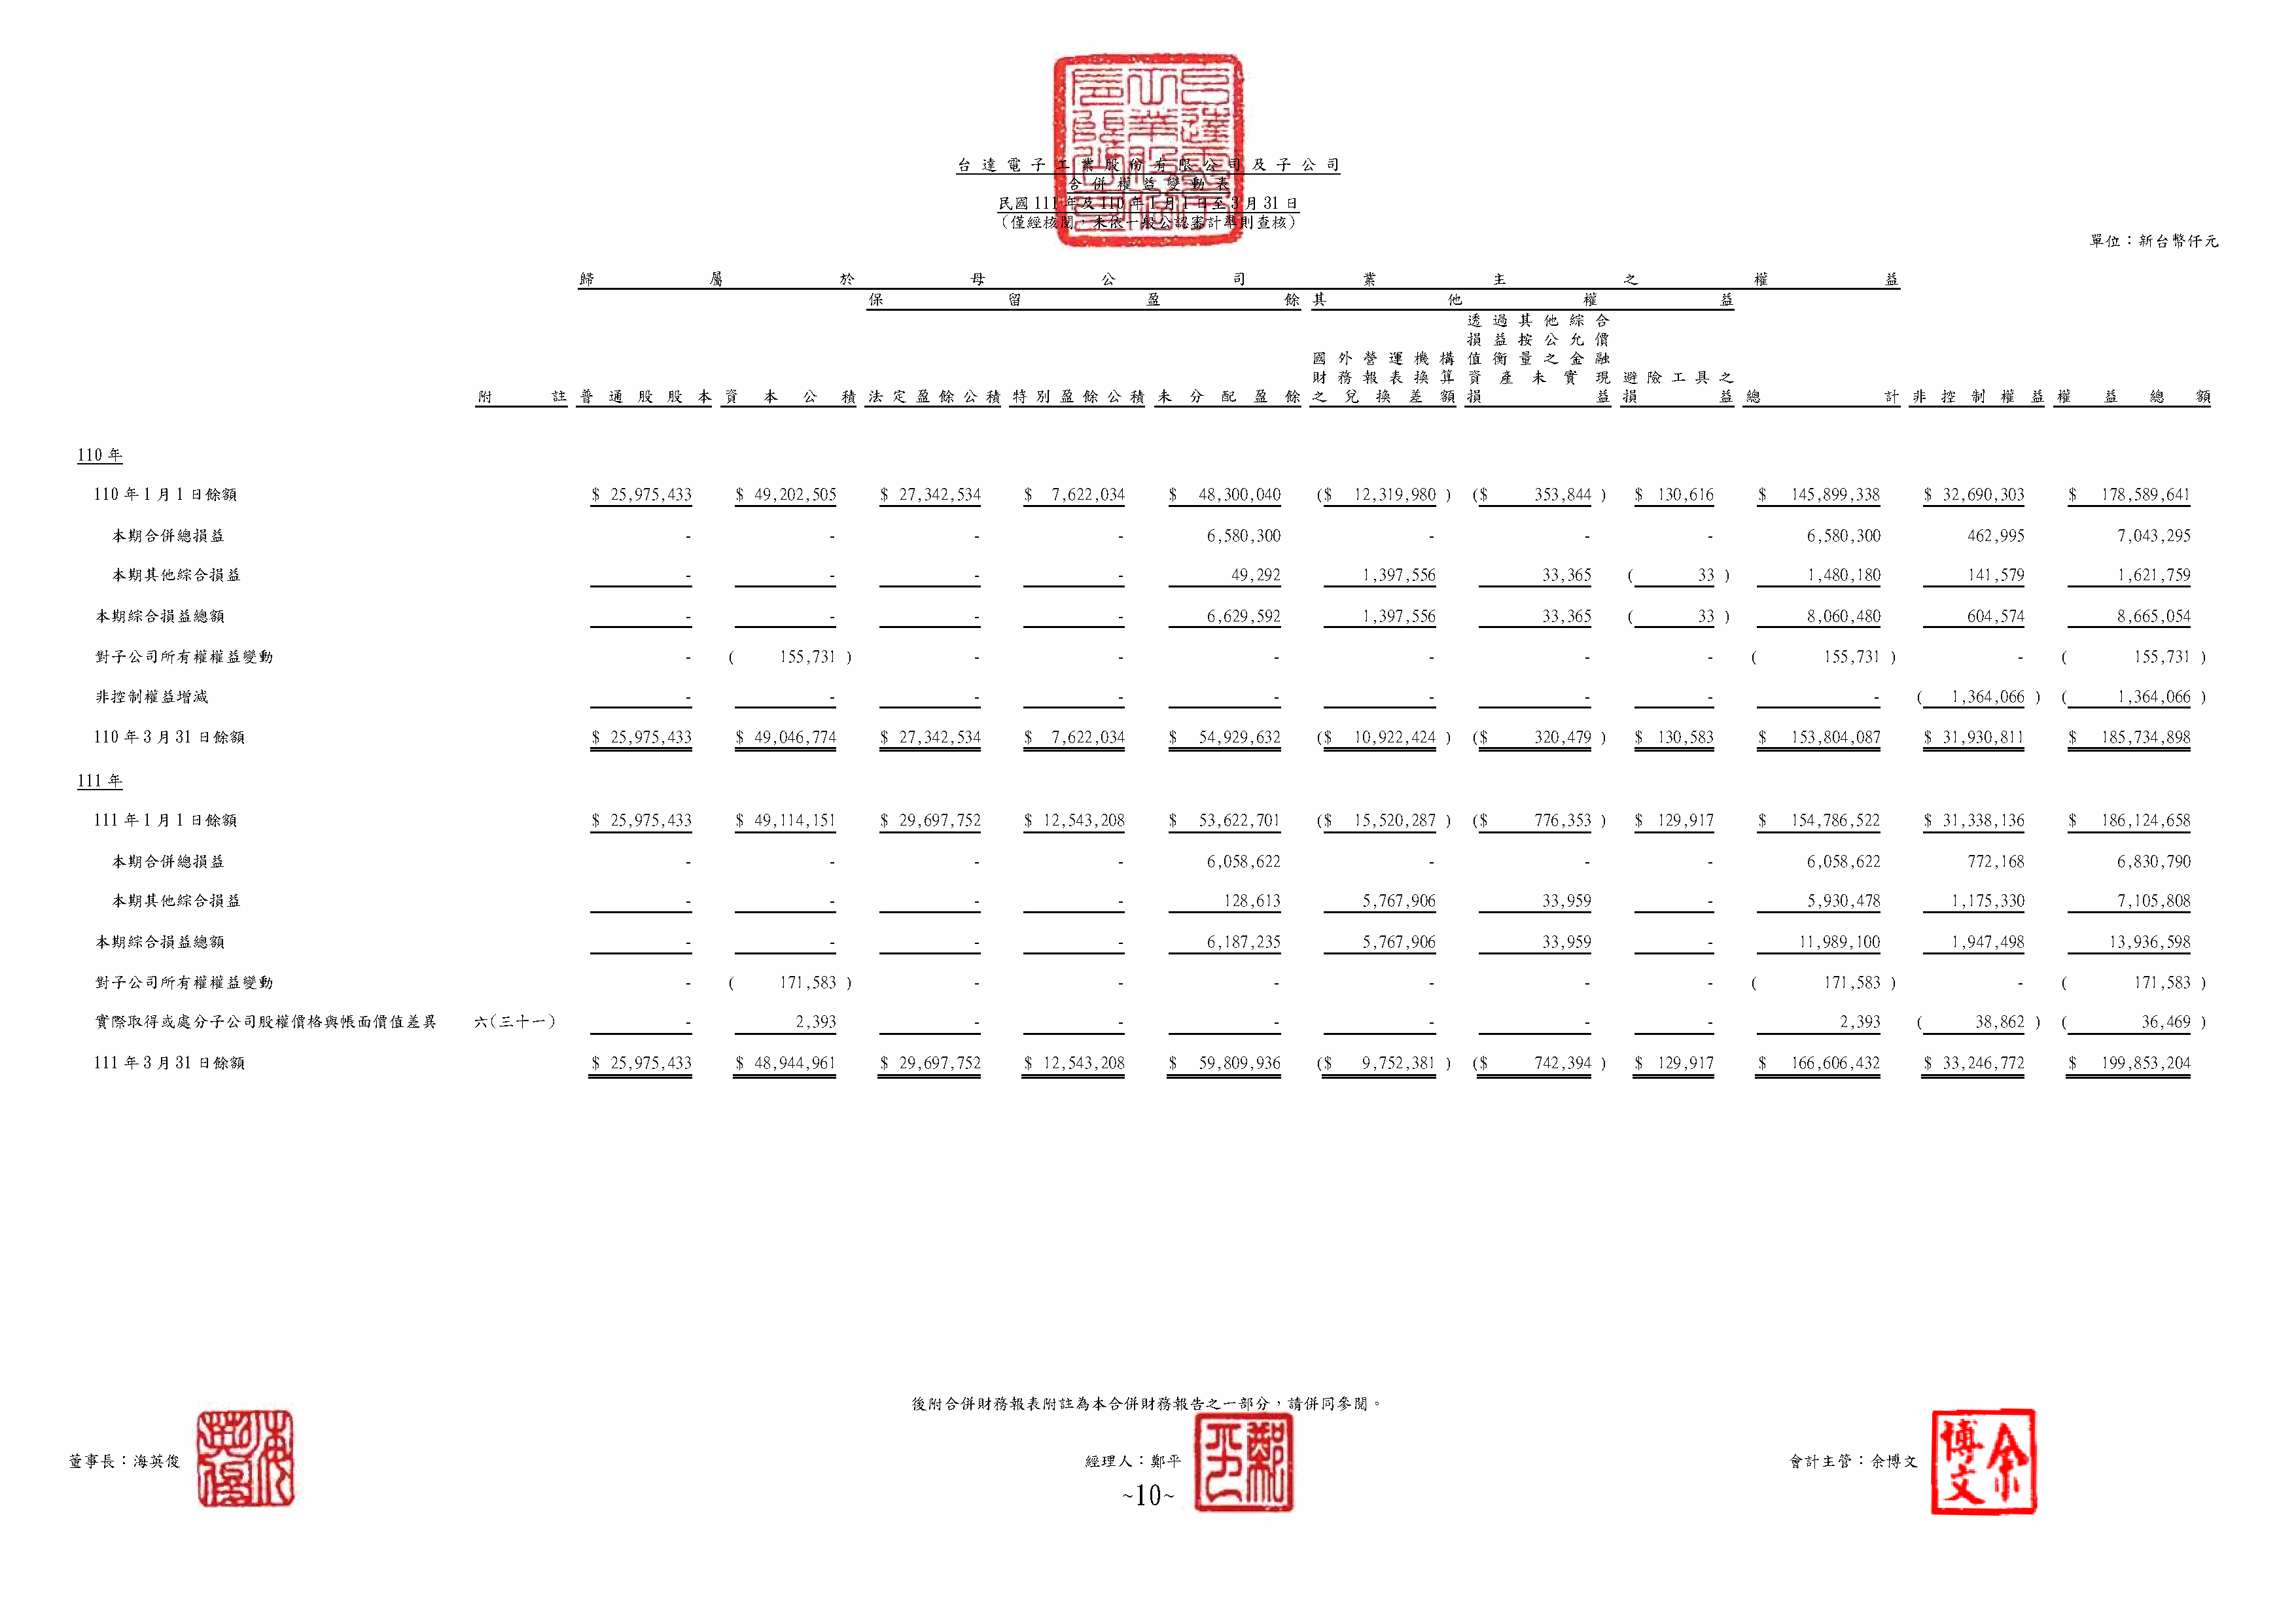 台達電子工業股份有限公司及子公司
合併權益變動表
民國111年及110年1月1日至3月31日
(僅經核閱,未依一般公認審計準則查核)
單位:新台幣仟元
歸屬於母公司業主之權益
保留盈餘 其他權益
透過其他綜合
損益按公允價
國外營運機構 值衡量之金融
財務報表換算 資產未實現 避險工具之
附註 普通股股本 資本公積 法定盈餘公積 特別盈餘公積 未分配盈餘 之兌換差額 損益 損益 總計 非控制權益 權益總額
110年
110年1月1日餘額 $ 25,975,433 $ 49,202,505 $ 27,342,534 $ 7,622,034 $ 48,300,040 ($ 12,319,980 ) ($ 353,844 ) $ 130,616 $ 145,899,338 $ 32,690,303 $ 178,589,641
本期合併總損益 - - - - 6,580,300 - - - 6,580,300 462,995 7,043,295
本期其他綜合損益 - - - - 49,292 1,397,556 33,365 ( 33 ) 1,480,180 141,579 1,621,759
本期綜合損益總額 - - - - 6,629,592 1,397,556 33,365 ( 33 ) 8,060,480 604,574 8,665,054
對子公司所有權權益變動 - ( 155,731 ) - - - - - - ( 155,731 ) - ( 155,731 )
非控制權益增減 - - - - - - - - - ( 1,364,066 ) ( 1,364,066 )
110年3月31日餘額 $ 25,975,433 $ 49,046,774 $ 27,342,534 $ 7,622,034 $ 54,929,632 ($ 10,922,424 ) ($ 320,479 ) $ 130,583 $ 153,804,087 $ 31,930,811 $ 185,734,898
111年
111年1月1日餘額 $ 25,975,433 $ 49,114,151 $ 29,697,752 $ 12,543,208 $ 53,622,701 ($ 15,520,287 ) ($ 776,353 ) $ 129,917 $ 154,786,522 $ 31,338,136 $ 186,124,658
本期合併總損益 - - - - 6,058,622 - - - 6,058,622 772,168 6,830,790
本期其他綜合損益 - - - - 128,613 5,767,906 33,959 - 5,930,478 1,175,330 7,105,808
本期綜合損益總額 - - - - 6,187,235 5,767,906 33,959 - 11,989,100 1,947,498 13,936,598
對子公司所有權權益變動 - ( 171,583 ) - - - - - - ( 171,583 ) - ( 171,583 )
實際取得或處分子公司股權價格與帳面價值差異 六(三十一) - 2,393 - - - - - - 2,393 ( 38,862 ) ( 36,469 )
111年3月31日餘額 $ 25,975,433 $ 48,944,961 $ 29,697,752 $ 12,543,208 $ 59,809,936 ($ 9,752,381 ) ($ 742,394 ) $ 129,917 $ 166,606,432 $ 33,246,772 $ 199,853,204
後附合併財務報表附註為本合併財務報告之一部分,請併同參閱。
董事長:海英俊 經理人:鄭平 會計主管:余博文
海英俊
鄭平
余博文
~10~